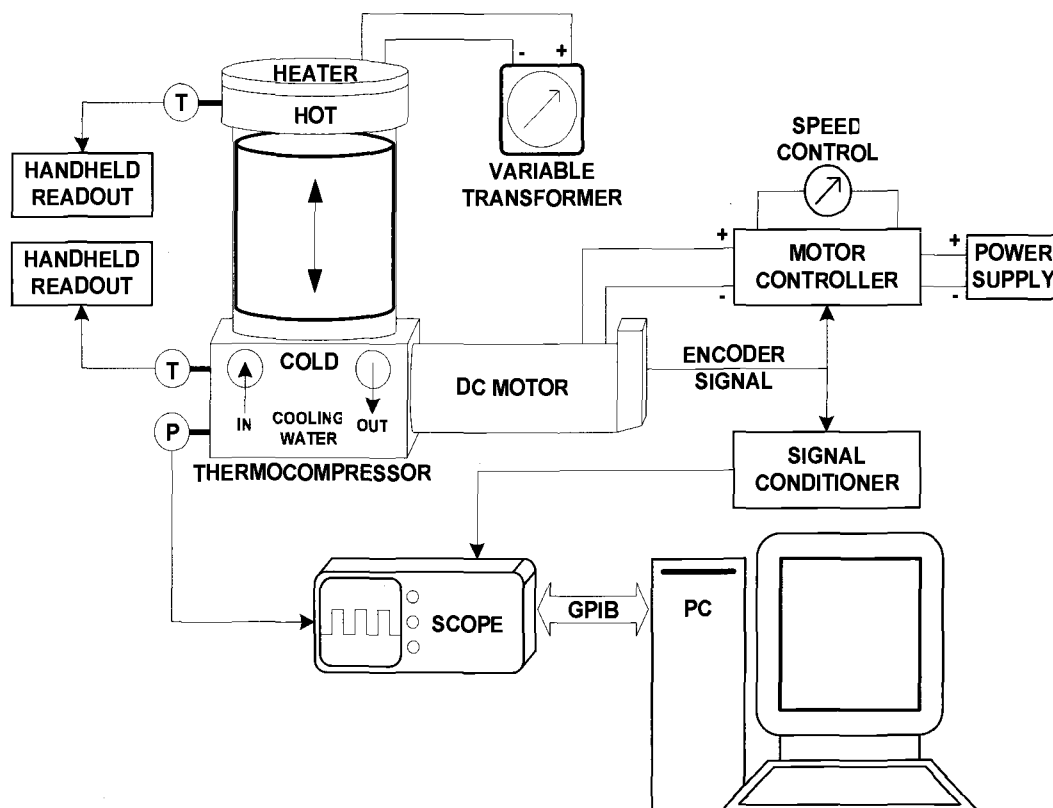 HEATER
HOT
T
HANDHELD
READOUT
HANDHELD
READOUT
T
P
COLD
IN
COOLING
WATER
OUT
THERMOCOMPRESSOR
- +
VARIABLE
TRANSFORMER
SPEED
CONTROL
+
-
MOTOR
CONTROLLER
+
-
POWER
SUPPLY
DC MOTOR
ENCODER
SIGNAL
SIGNAL
CONDITIONER
SCOPE
GPIB
PC